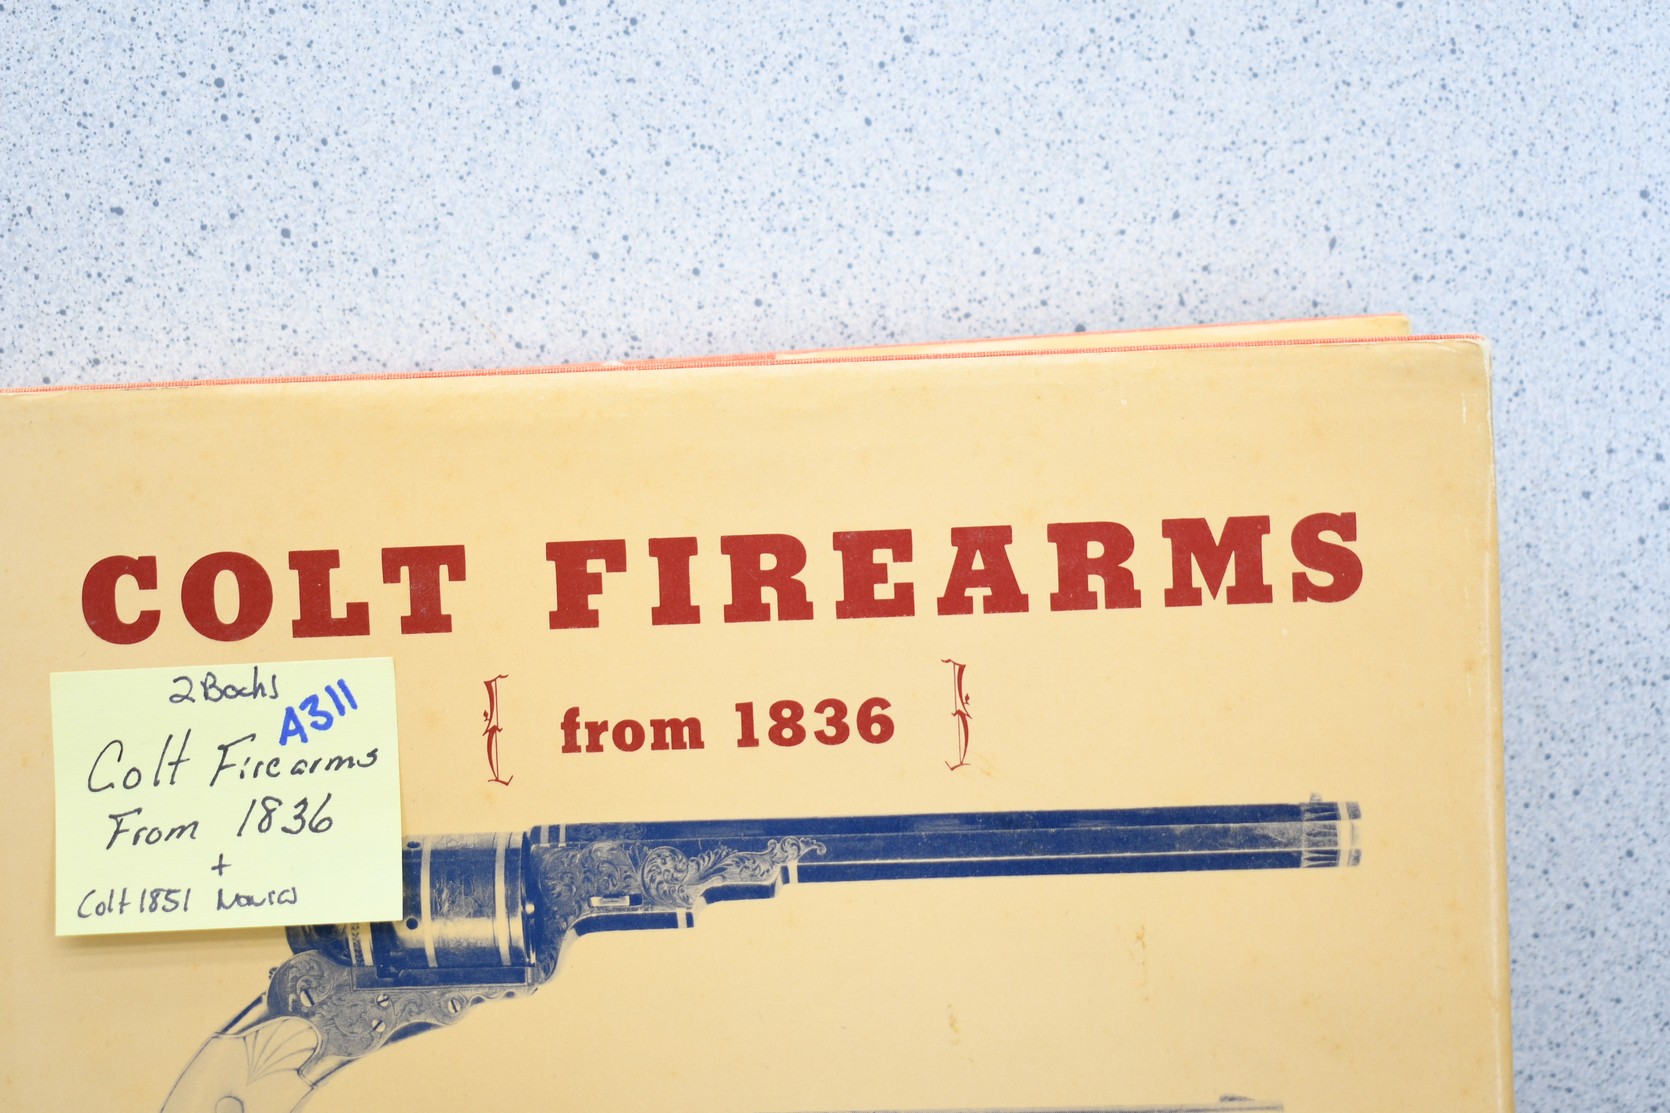 COLT FIREARMS
{ from 1836 }
2 Books
A311
Colt Firearms
From 1836
+
Colt 1851